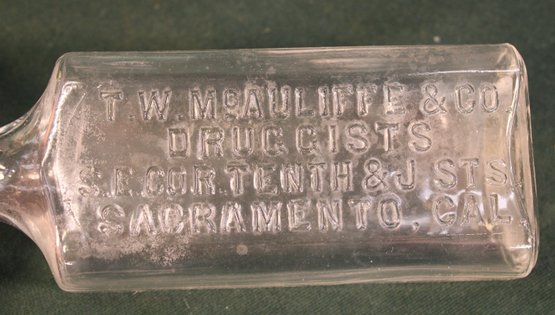 T.W. McAULIFFE & CO
DRUGGISTS
S.E. COR. TENTH & J STS
SACRAMENTO, CAL